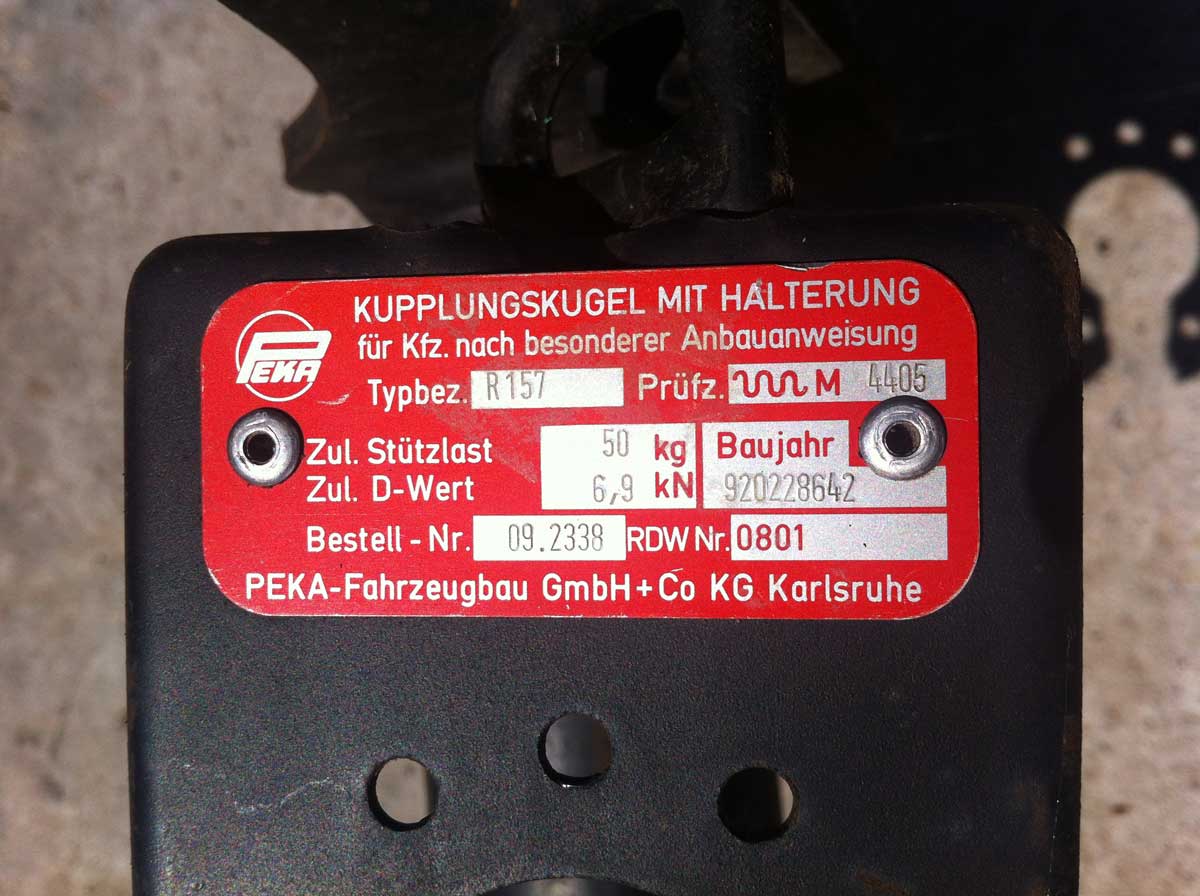 KUPPLUNGSKUGEL MIT HALTERUNG
PEKA
für Kfz. nach besonderer Anbauanweisung
Typbez. R157 Prüfz. M 4405
Zul. Stützlast 50 kg Baujahr
Zul. D-Wert 6,9 kN 920228642
Bestell-Nr. 09.2338 RDW Nr. 0801
PEKA-Fahrzeugbau GmbH+Co KG Karlsruhe